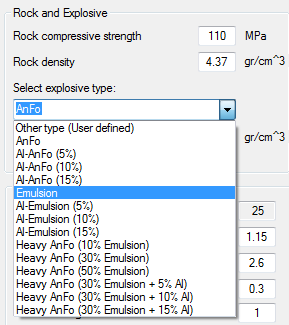 Rock and Explosive
Rock compressive strength 110 MPa
Rock density 4.37 gr/cm^3
Select explosive type:
AnFo
gr/cm^3
Other type (User defined)
AnFo
Al-AnFo (5%)
Al-AnFo (10%)
Al-AnFo (15%)
Emulsion
Al-Emulsion (5%)
Al-Emulsion (10%)
Al-Emulsion (15%)
Heavy AnFo (10% Emulsion)
Heavy AnFo (30% Emulsion)
Heavy AnFo (50% Emulsion)
Heavy AnFo (30% Emulsion + 5% Al)
Heavy AnFo (30% Emulsion + 10% Al)
Heavy AnFo (30% Emulsion + 15% Al)
25
1.15
2.6
0.3
1